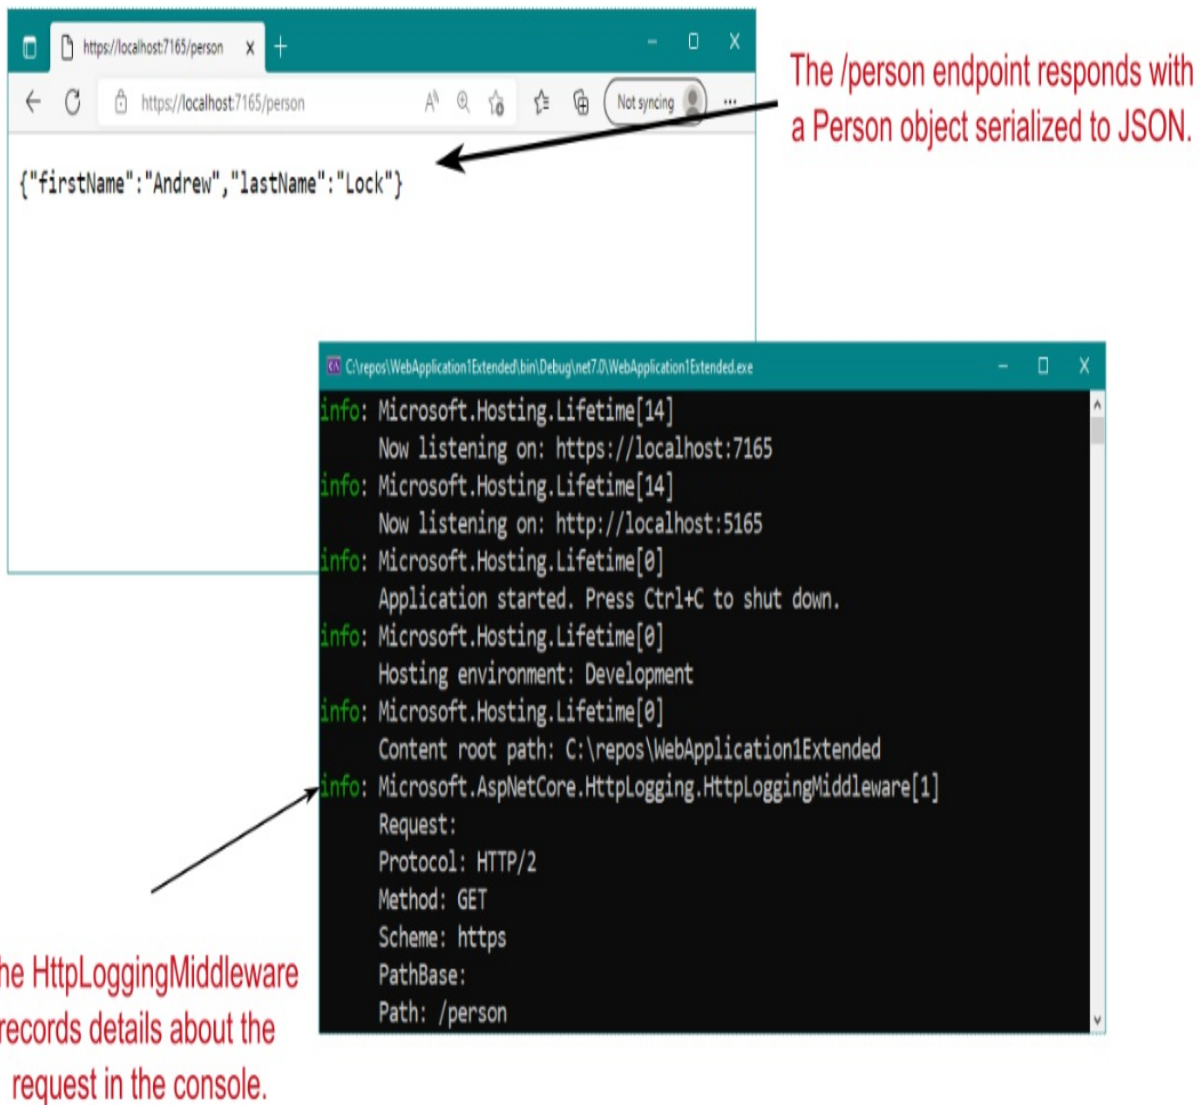 https://localhost:7165/person
https://localhost:7165/person
Not syncing
The /person endpoint responds with
a Person object serialized to JSON.
{"firstName":"Andrew","lastName":"Lock"}
C:\repos\WebApplication1Extended\bin\Debug\net7.0\WebApplication1Extended.exe
info: Microsoft.Hosting.Lifetime[14]
Now listening on: https://localhost:7165
info: Microsoft.Hosting.Lifetime[14]
Now listening on: http://localhost:5165
info: Microsoft.Hosting.Lifetime[0]
Application started. Press Ctrl+C to shut down.
info: Microsoft.Hosting.Lifetime[0]
Hosting environment: Development
info: Microsoft.Hosting.Lifetime[0]
Content root path: C:\repos\WebApplication1Extended
info: Microsoft.AspNetCore.HttpLogging.HttpLoggingMiddleware[1]
Request:
Protocol: HTTP/2
Method: GET
Scheme: https
PathBase:
Path: /person
he HttpLoggingMiddleware
records details about the
request in the console.